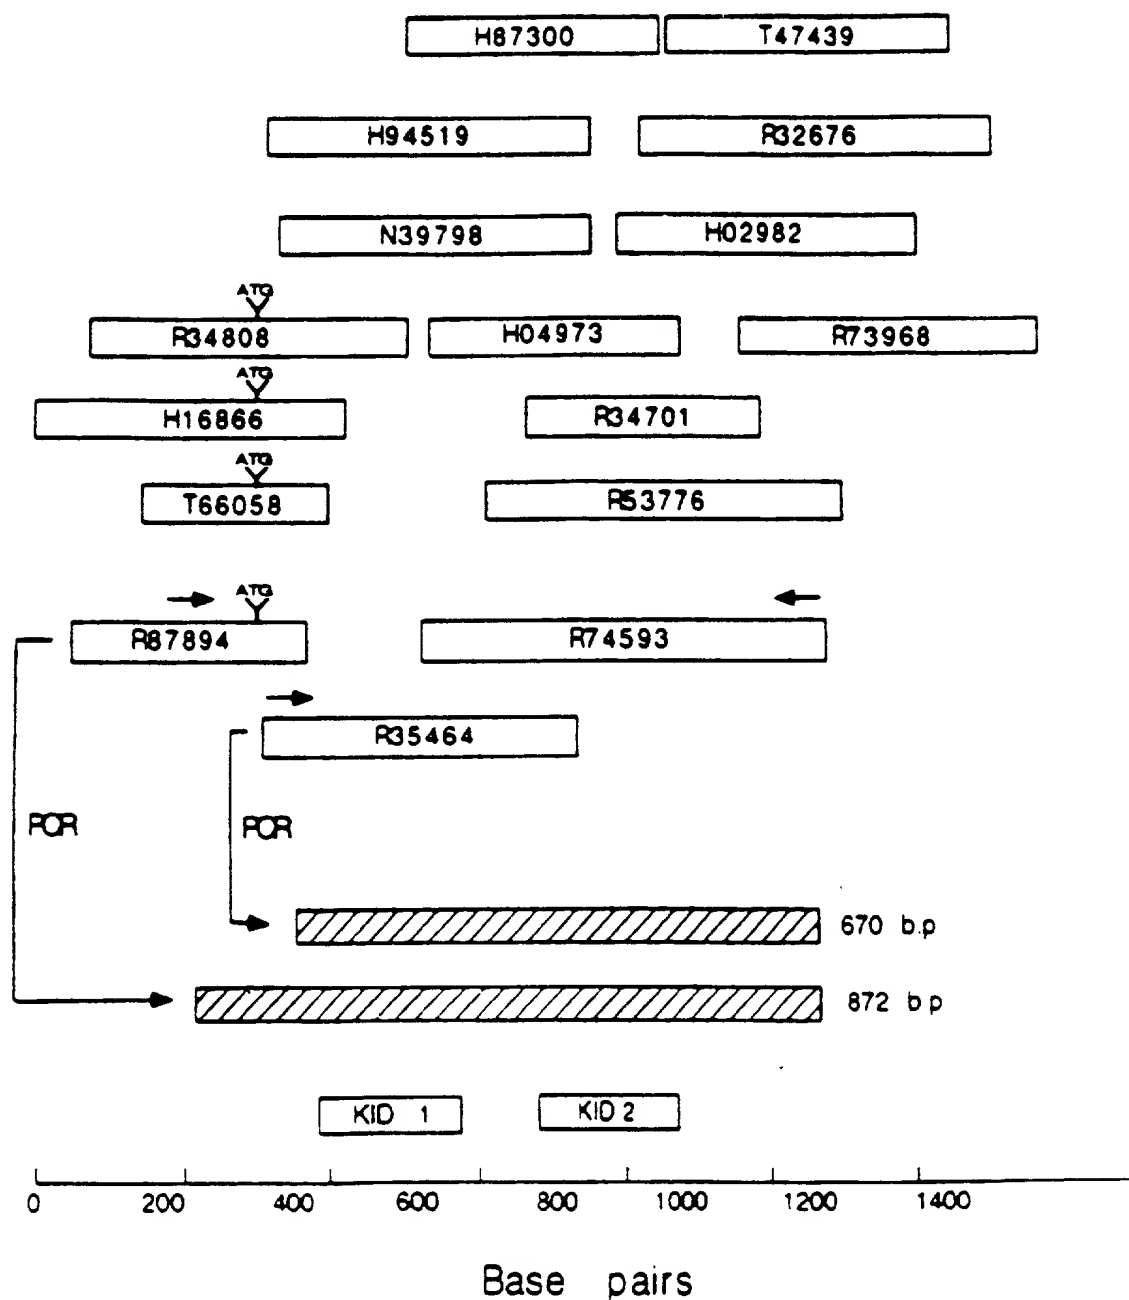 H87300 T47439
H94519 R32676
N39798 H02982
ATG
R34808 H04973 R73968
ATG
H16866 R34701
ATG
T66058 R53776
ATG
R87894 R74593
R35464
PCR PCR
670 b.p
872 b p
KID 1 KID 2
0 200 400 600 800 1000 1200 1400
Base pairs